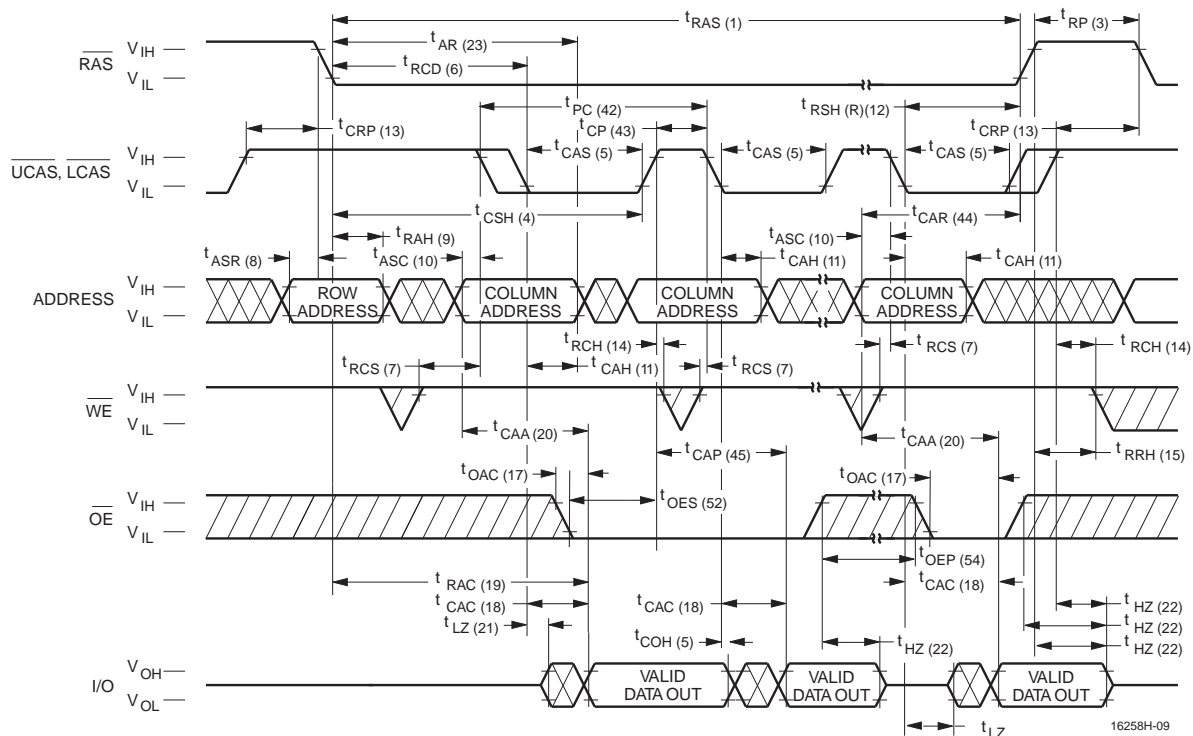 t RAS (1)
t RP (3)
t AR (23)
RAS
V IH
V IL
t RCD (6)
t PC (42)
t RSH (R)(12)
t CRP (13)
t CP (43)
t CRP (13)
UCAS, LCAS
V IH
V IL
t CAS (5)
t CAS (5)
t CAS (5)
t CSH (4)
t CAR (44)
t RAH (9)
t ASC (10)
t ASR (8)
t ASC (10)
t CAH (11)
t CAH (11)
ADDRESS
V IH
V IL
ROW ADDRESS
COLUMN ADDRESS
COLUMN ADDRESS
COLUMN ADDRESS
t RCH (14)
t RCS (7)
t RCH (14)
t RCS (7)
t CAH (11)
t RCS (7)
WE
V IH
V IL
t CAA (20)
t CAA (20)
t CAP (45)
t RRH (15)
t OAC (17)
t OAC (17)
OE
V IH
V IL
t OES (52)
t OEP (54)
t RAC (19)
t CAC (18)
t CAC (18)
t CAC (18)
t HZ (22)
t LZ (21)
t HZ (22)
t COH (5)
t HZ (22)
t HZ (22)
I/O
V OH
V OL
VALID DATA OUT
VALID DATA OUT
VALID DATA OUT
t LZ
16258H-09